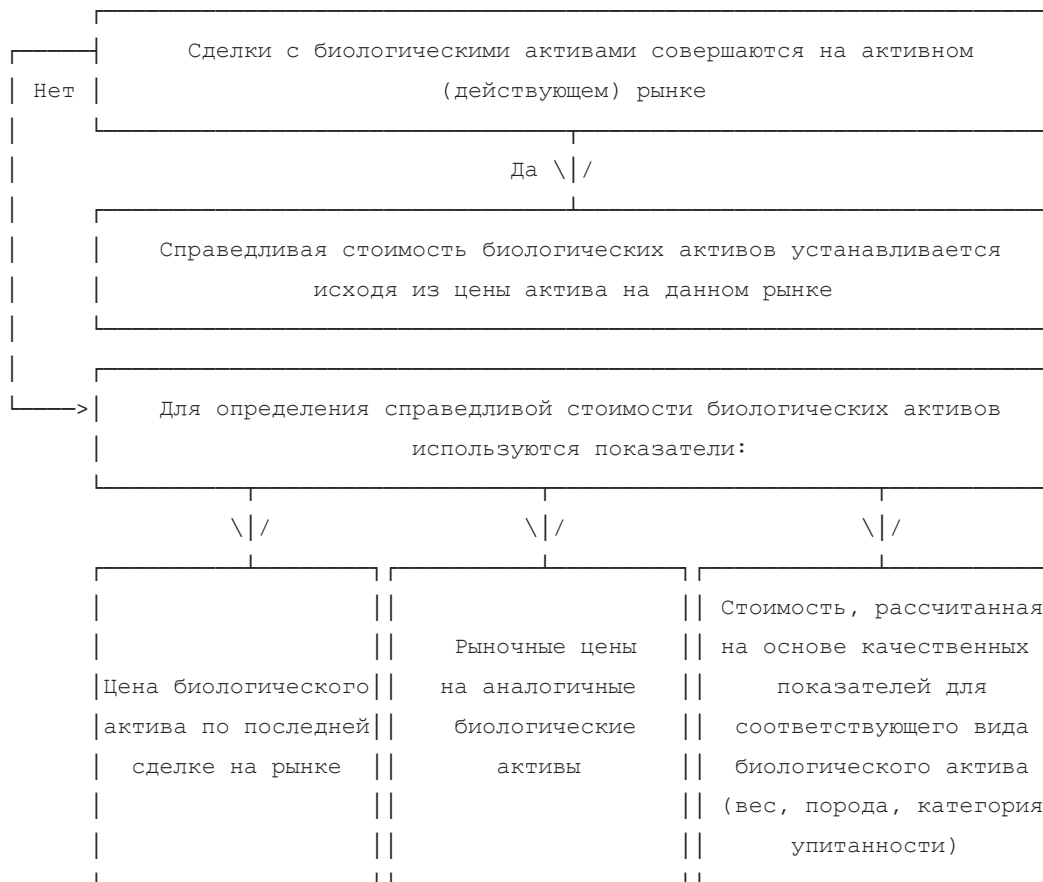 Сделки с биологическими активами совершаются на активном
Нет
(действующем) рынке
Да
Справедливая стоимость биологических активов устанавливается
исходя из цены актива на данном рынке
Для определения справедливой стоимости биологических активов
используются показатели:
Цена биологического
актива по последней
сделке на рынке
Рыночные цены
на аналогичные
биологические
активы
Стоимость, рассчитанная
на основе качественных
показателей для
соответствующего вида
биологического актива
(вес, порода, категория
упитанности)